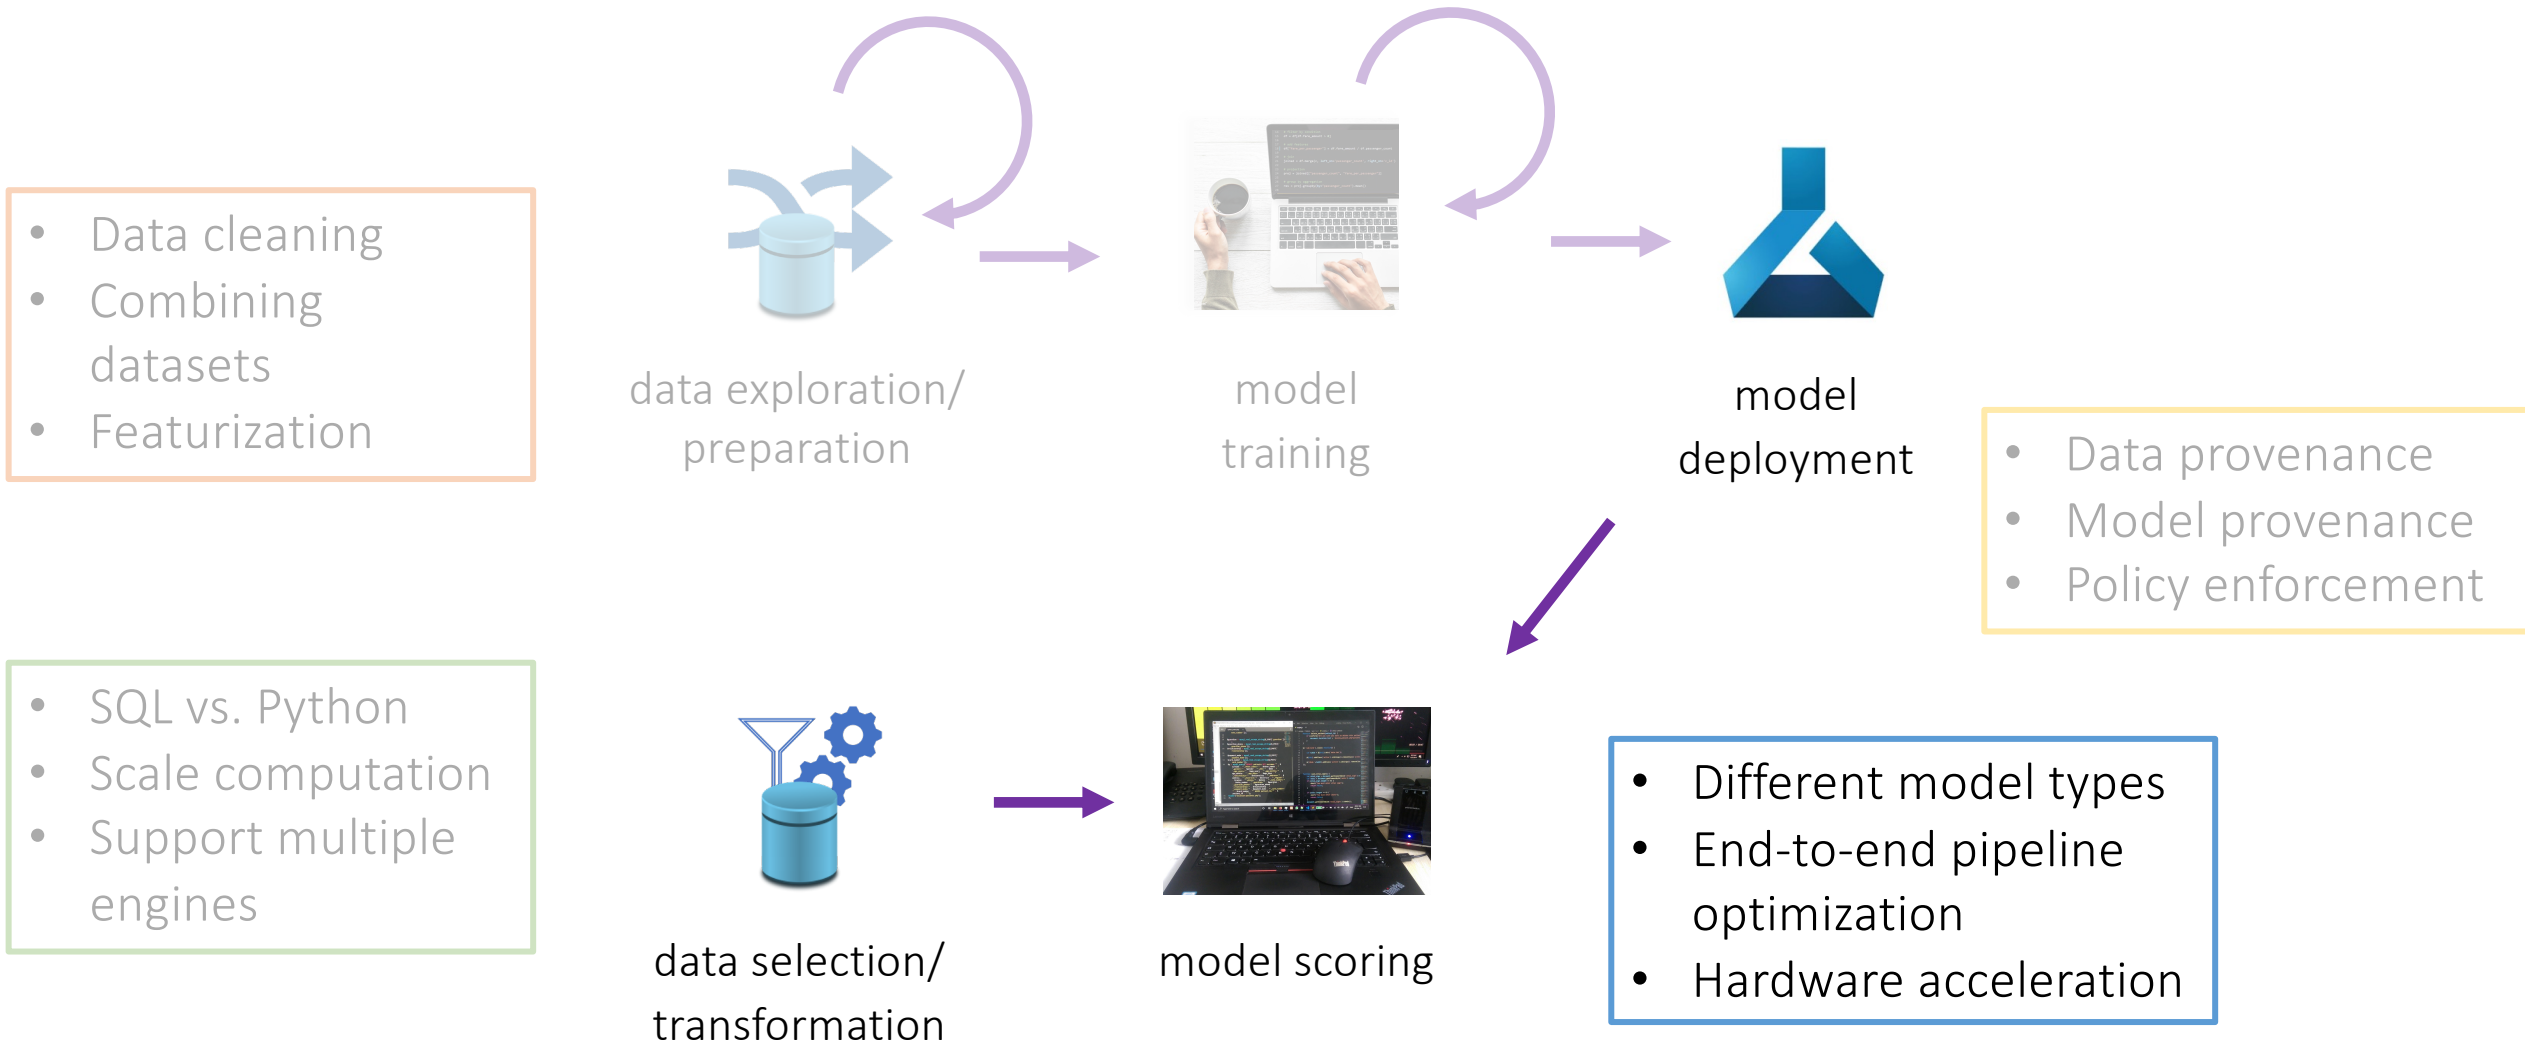 • Data cleaning
• Combining
datasets
• Featurization
data exploration/
preparation
model
training
model
deployment
• Data provenance
• Model provenance
• Policy enforcement
• SQL vs. Python
• Scale computation
• Support multiple
engines
data selection/
transformation
model scoring
• Different model types
• End-to-end pipeline
optimization
• Hardware acceleration